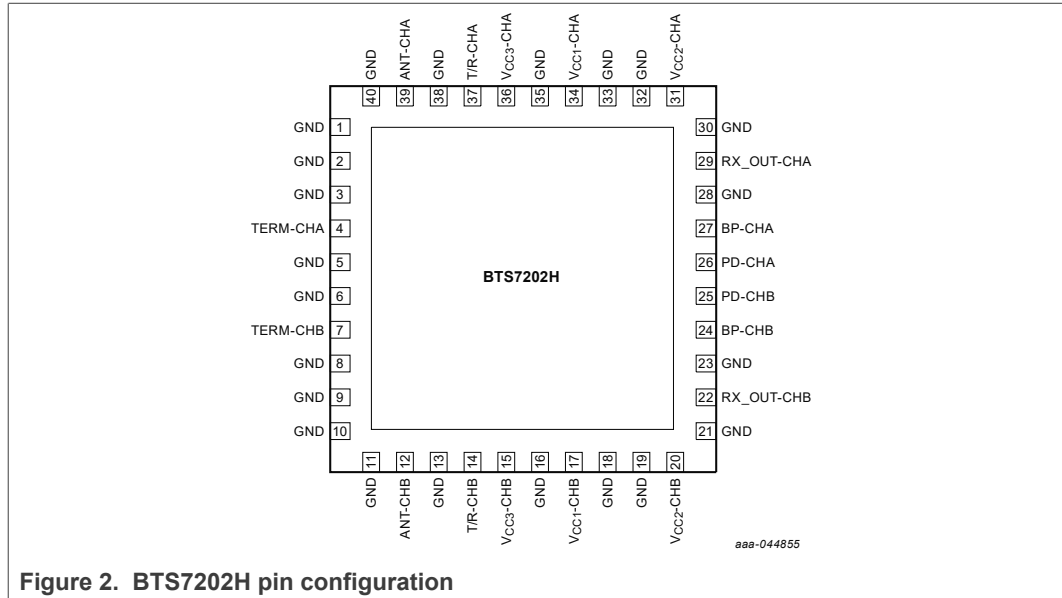 40 GND
39 ANT-CHA
38 GND
37 T/R-CHA
36 VCC3-CHA
35 GND
34 VCC1-CHA
33 GND
32 GND
31 VCC2-CHA
GND 1
GND 2
GND 3
TERM-CHA 4
GND 5
GND 6
TERM-CHB 7
GND 8
GND 9
GND 10
BTS7202H
30 GND
29 RX_OUT-CHA
28 GND
27 BP-CHA
26 PD-CHA
25 PD-CHB
24 BP-CHB
23 GND
22 RX_OUT-CHB
21 GND
GND 11
ANT-CHB 12
GND 13
T/R-CHB 14
VCC3-CHB 15
GND 16
VCC1-CHB 17
GND 18
GND 19
VCC2-CHB 20
aaa-044855
Figure 2. BTS7202H pin configuration